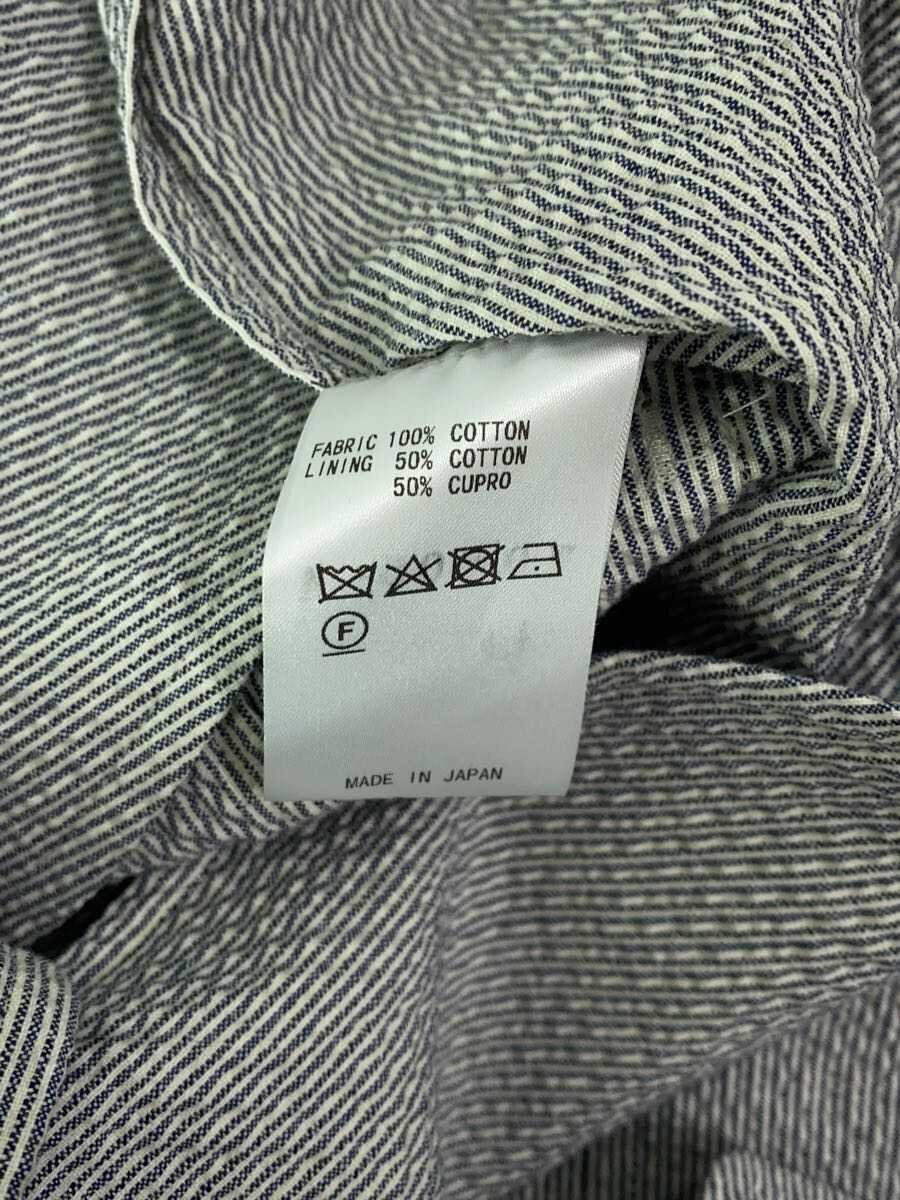 FABRIC 100% COTTON
LINING 50% COTTON
50% CUPRO
F
MADE IN JAPAN